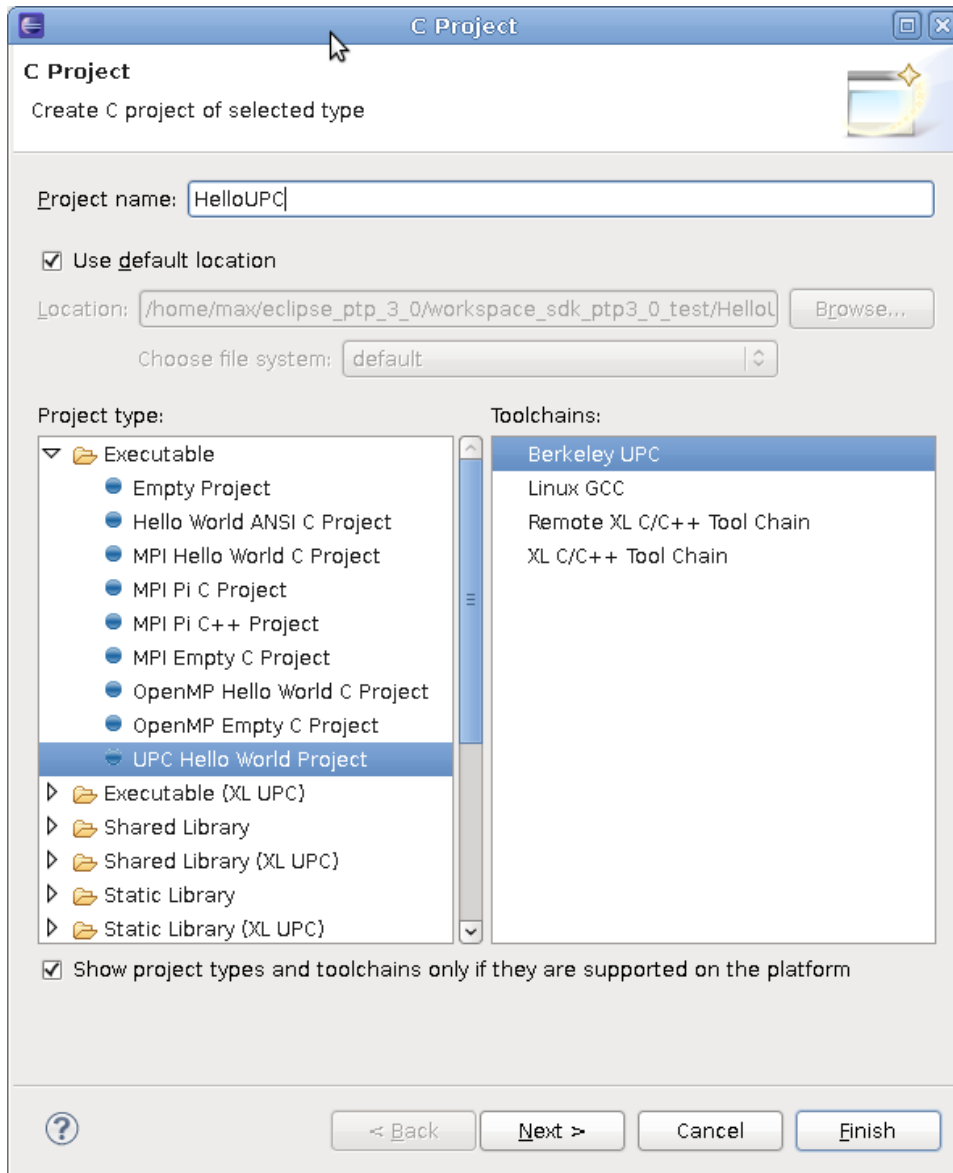 C Project
C Project
Create C project of selected type
Project name: HelloUPC
Use default location
Location: /home/max/eclipse_ptp_3_0/workspace_sdk_ptp3_0_test/HelloU Browse...
Choose file system: default
Project type: Toolchains:
Executable Berkeley UPC
Empty Project Linux GCC
Hello World ANSI C Project Remote XL C/C++ Tool Chain
MPI Hello World C Project XL C/C++ Tool Chain
MPI Pi C Project
MPI Pi C++ Project
MPI Empty C Project
OpenMP Hello World C Project
OpenMP Empty C Project
UPC Hello World Project
Executable (XL UPC)
Shared Library
Shared Library (XL UPC)
Static Library
Static Library (XL UPC)
Show project types and toolchains only if they are supported on the platform
? < Back Next > Cancel Finish